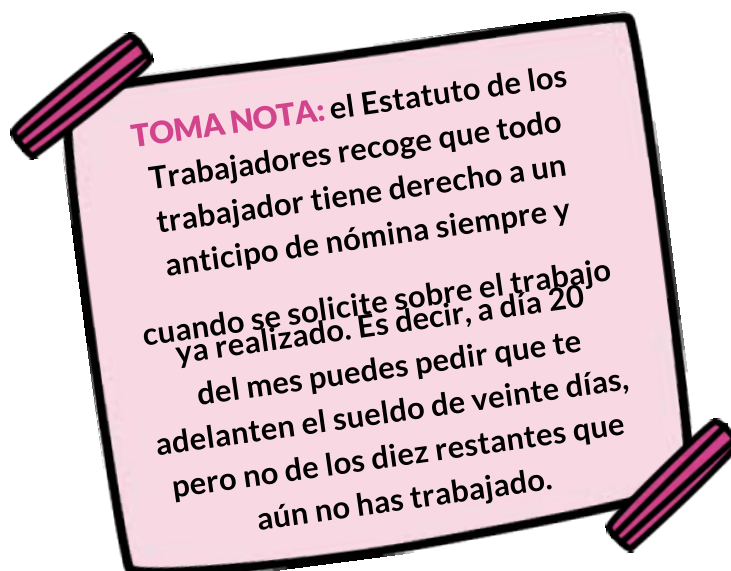 TOMA NOTA: el Estatuto de los
Trabajadores recoge que todo
trabajador tiene derecho a un
anticipo de nómina siempre y
cuando se solicite sobre el trabajo
ya realizado. Es decir, a día 20
del mes puedes pedir que te
adelanten el sueldo de veinte días,
pero no de los diez restantes que
aún no has trabajado.